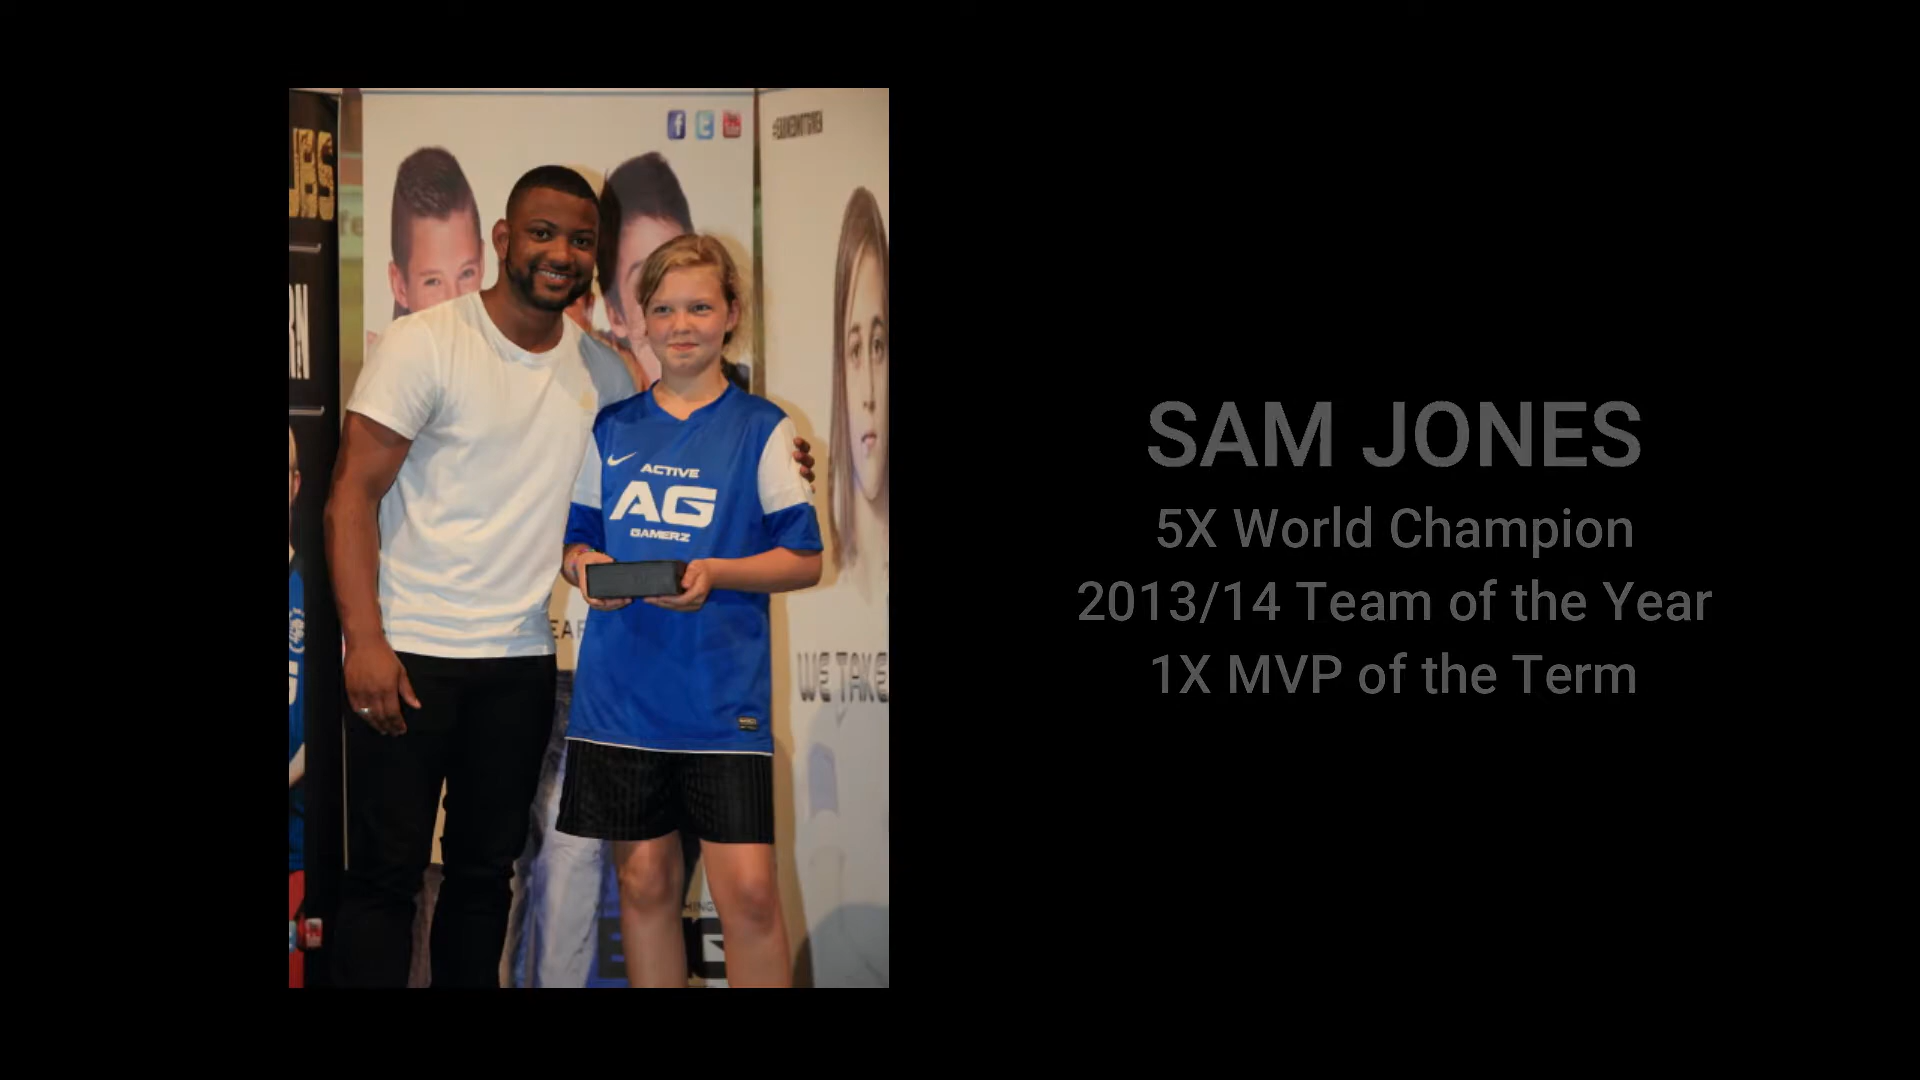 #EARNEDNOTGIVEN
ACTIVE
AG
GAMERZ
WE TAKE
SAM JONES
5X World Champion
2013/14 Team of the Year
1X MVP of the Term